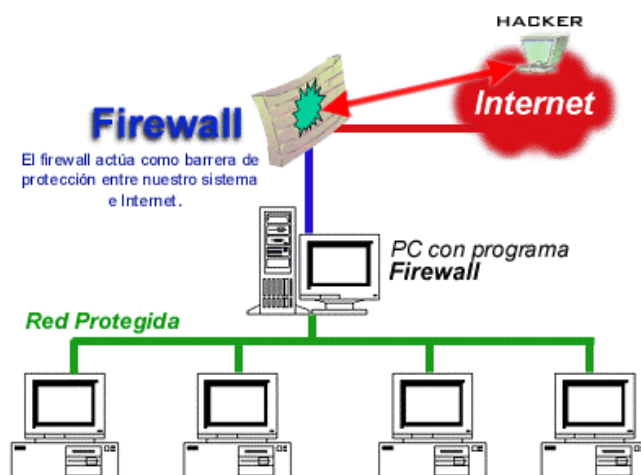 HACKER
Internet
Firewall
El firewall actúa como barrera de
protección entre nuestro sistema
e Internet.
PC con programa
Firewall
Red Protegida